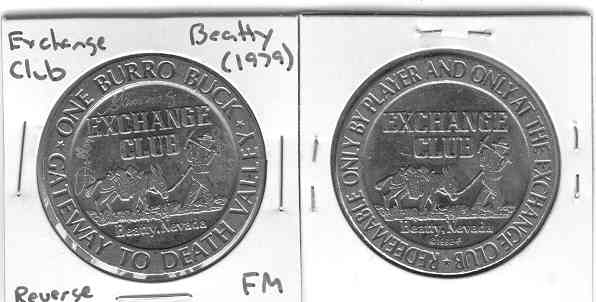 Exchange
Club
Beatty
(1979)
ONE BURRO BUCK
GATEWAY TO DEATH VALLEY
EXCHANGE
CLUB
Beatty, Nevada
Reverse
FM
REDEEMABLE ONLY BY PLAYER AND ONLY AT THE EXCHANGE CLUB
EXCHANGE
CLUB
Beatty, Nevada